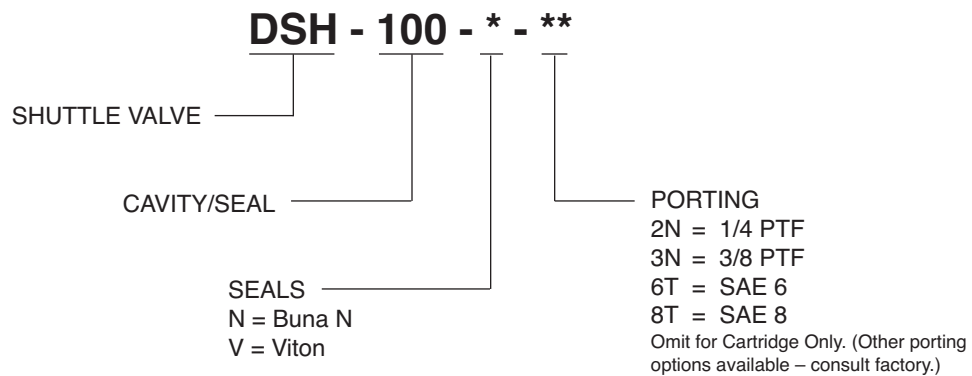 DSH - 100 - * - **
SHUTTLE VALVE
CAVITY/SEAL
SEALS
N = Buna N
V = Viton
PORTING
2N = 1/4 PTF
3N = 3/8 PTF
6T = SAE 6
8T = SAE 8
Omit for Cartridge Only. (Other porting
options available – consult factory.)